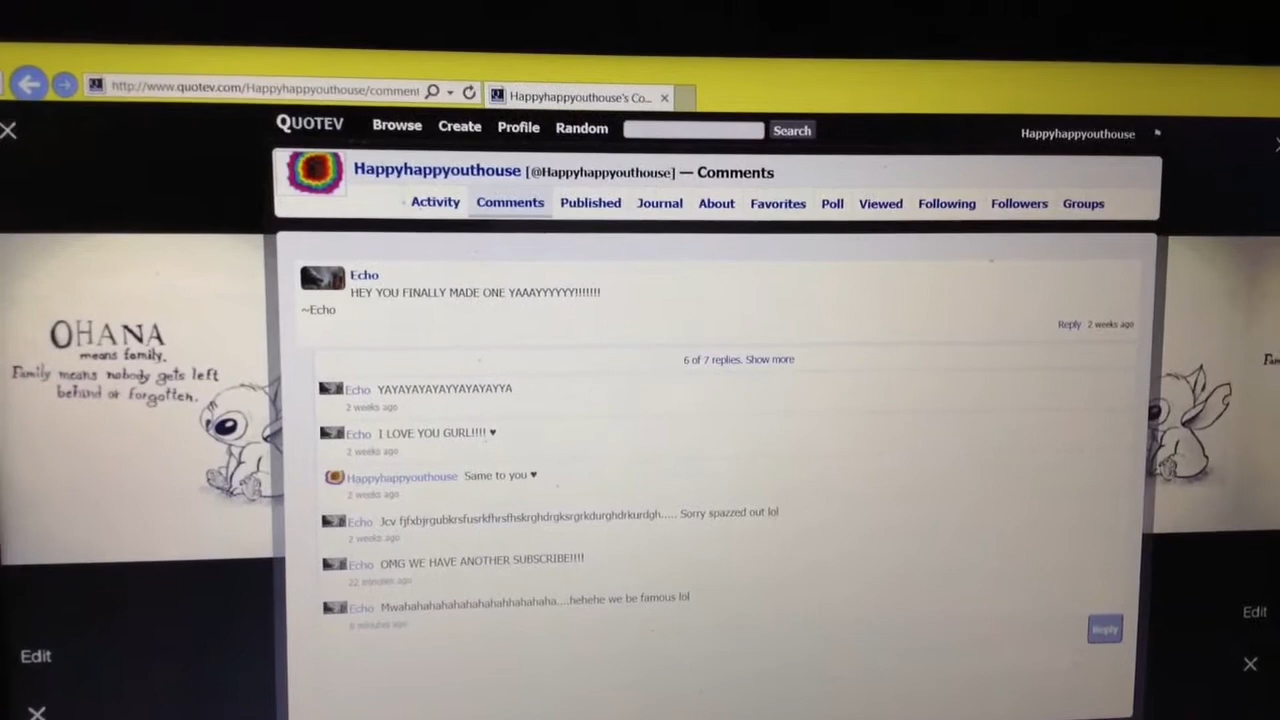 http://www.quotev.com/Happyhappyouthouse/comment
Happyhappyouthouse's Co...
QUOTEV Browse Create Profile Random Search Happyhappyouthouse
Happyhappyouthouse [@Happyhappyouthouse] — Comments
Activity Comments Published Journal About Favorites Poll Viewed Following Followers Groups
Echo
HEY YOU FINALLY MADE ONE YAAAYYYYYY!!!!!!!
~Echo
Reply 2 weeks ago
6 of 7 replies. Show more
Echo YAYAYAYAYAYYAYAYAYYA
2 weeks ago
Echo I LOVE YOU GURL!!!! ♥
2 weeks ago
Happyhappyouthouse Same to you ♥
2 weeks ago
Echo Jcv fjfxbjrgubkrsfusrkfhrsfhskrghdrgksrgrkdurghdrkurdgh..... Sorry spazzed out lol
2 weeks ago
Echo OMG WE HAVE ANOTHER SUBSCRIBE!!!!
22 minutes ago
Echo Mwahahahahahahahahhahahaha....hehehe we be famous lol
minutes ago
Reply
OHANA
means family.
Family means nobody gets left
behind or forgotten.
Edit
Edit